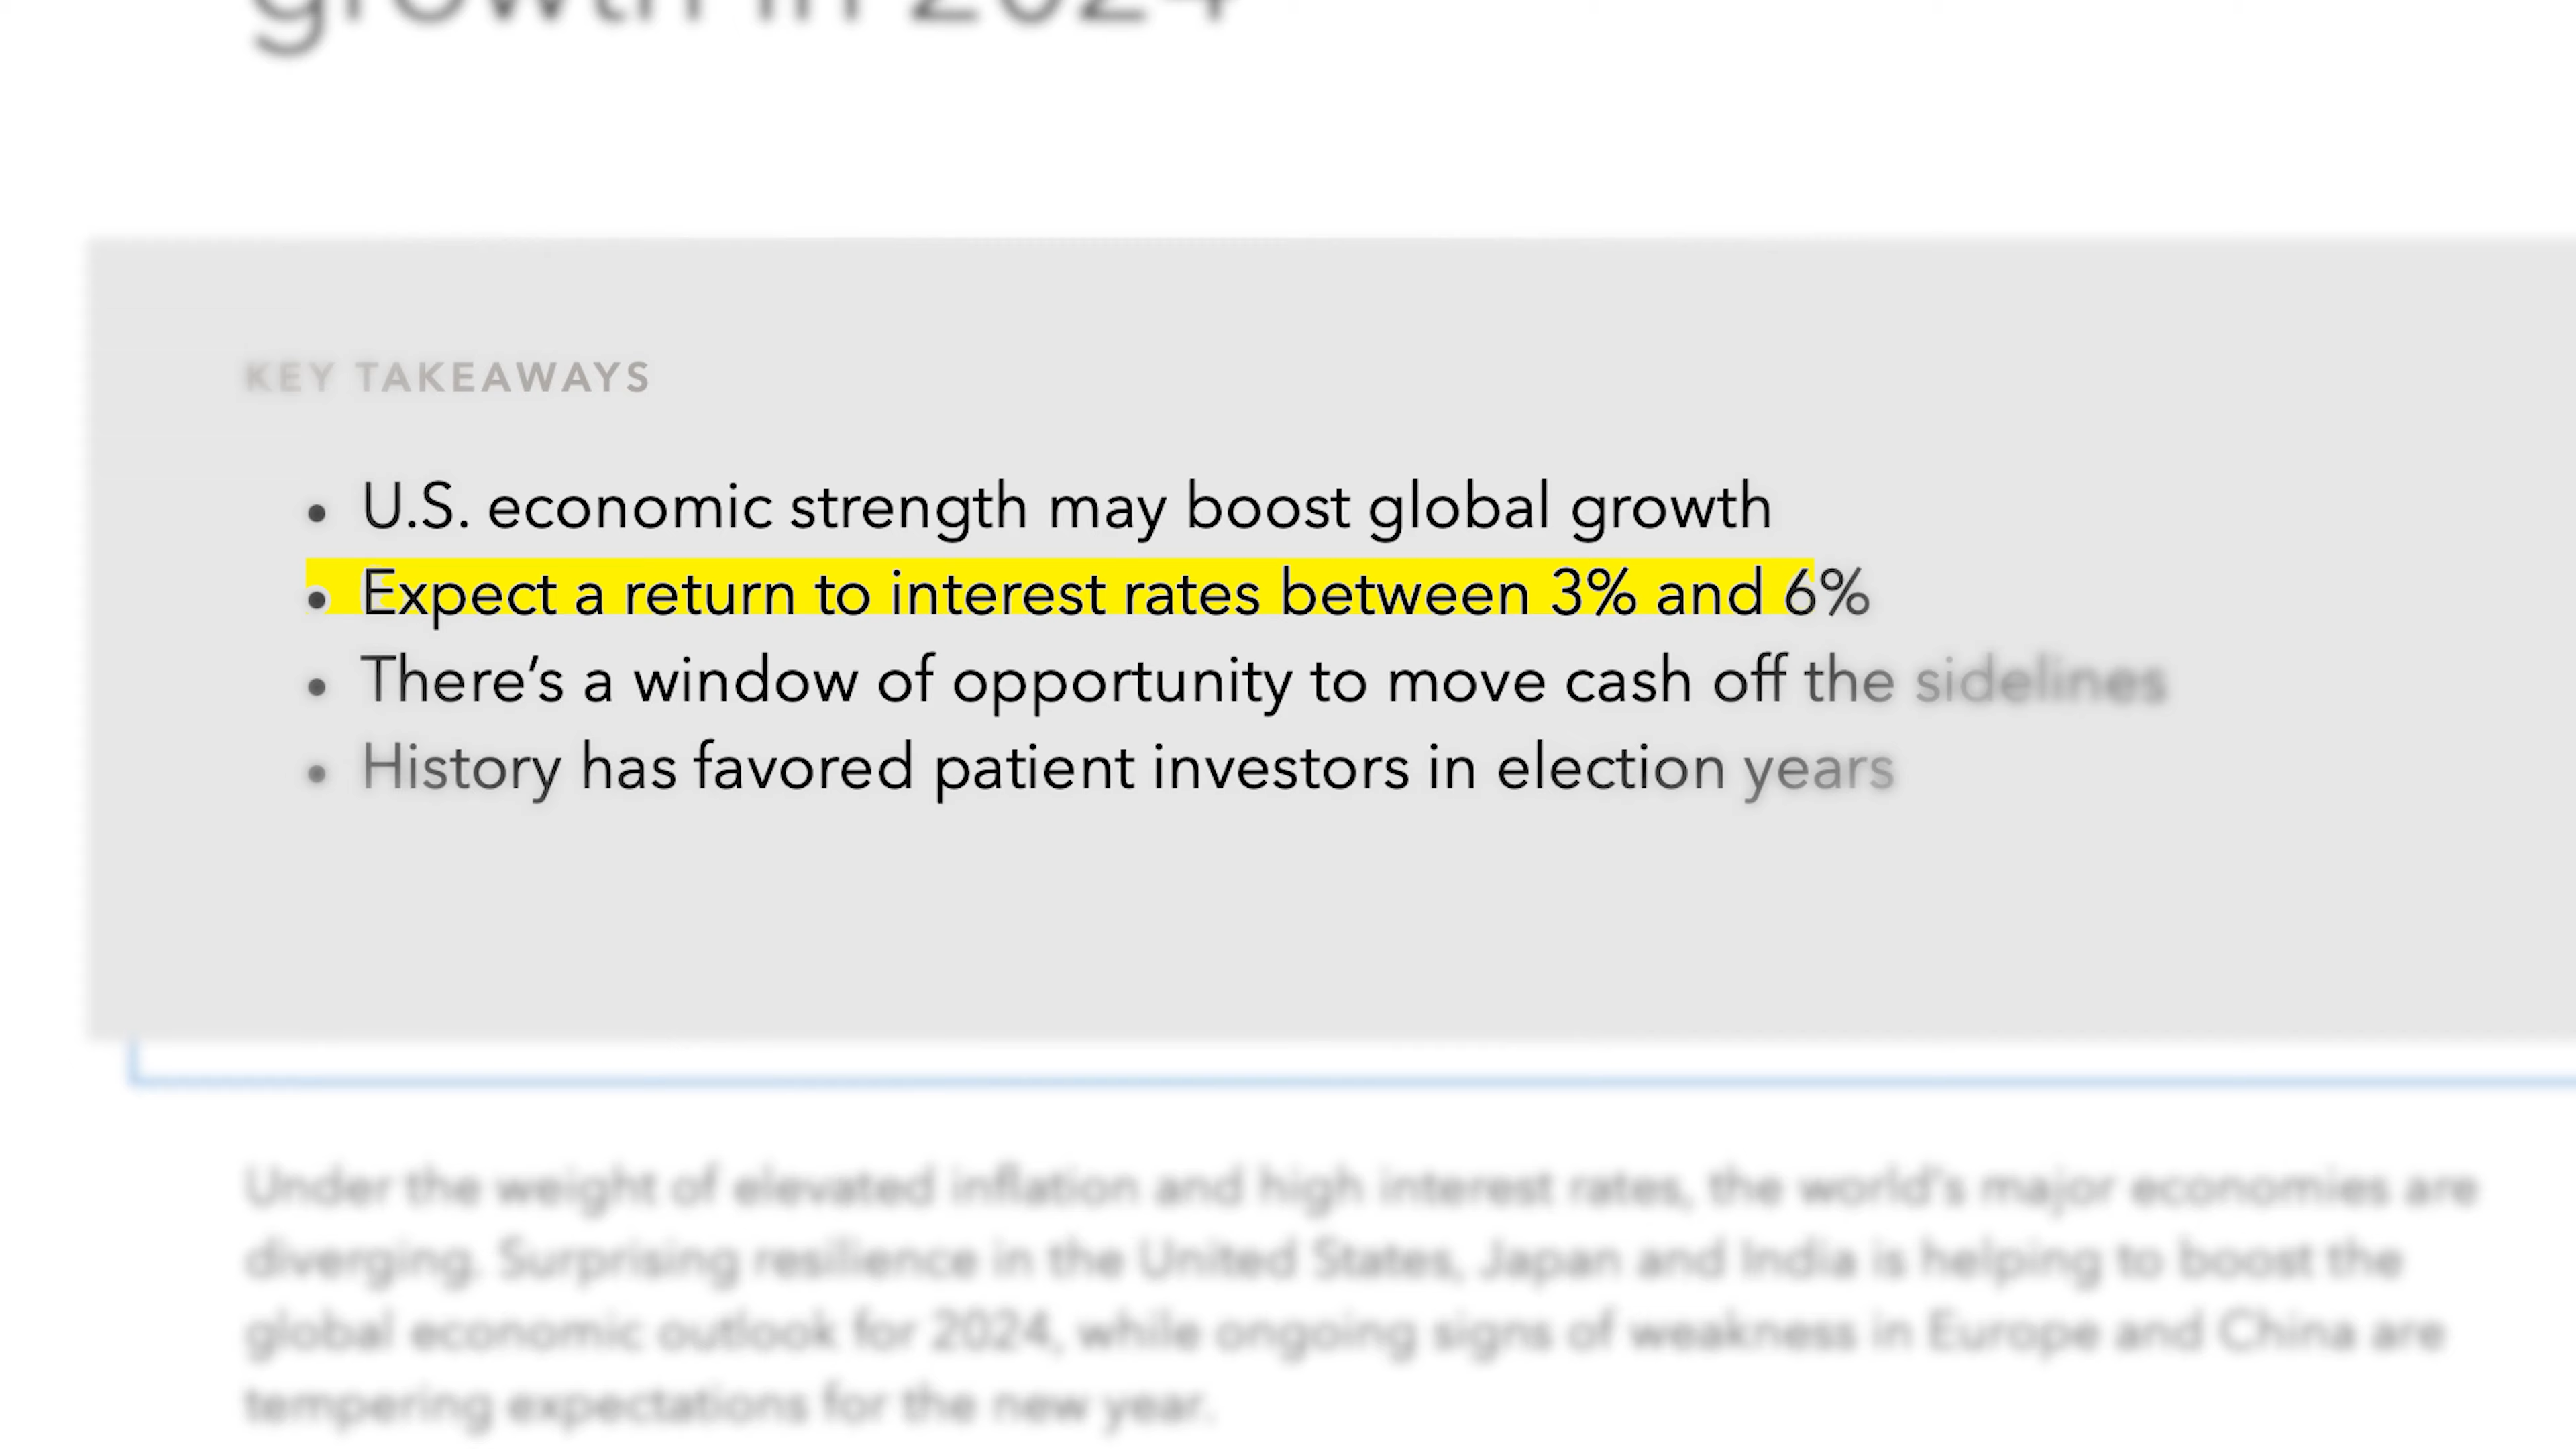 growth in 2024
KEY TAKEAWAYS
• U.S. economic strength may boost global growth
• Expect a return to interest rates between 3% and 6%
• There’s a window of opportunity to move cash off the sidelines
• History has favored patient investors in election years
Under the weight of elevated inflation and high interest rates, the world's major economies are
diverging. Surprising resilience in the United States, Japan and India is helping to boost the
global economic outlook for 2024, while ongoing signs of weakness in Europe and China are
tempering expectations for the new year.